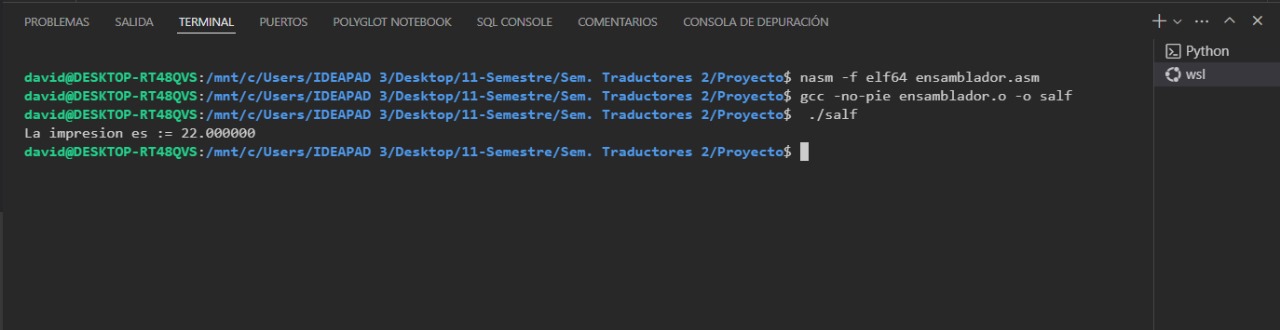 PROBLEMAS SALIDA TERMINAL PUERTOS POLYGLOT NOTEBOOK SQL CONSOLE COMENTARIOS CONSOLA DE DEPURACIÓN
Python
wsl
david@DESKTOP-RT48QVS:/mnt/c/Users/IDEAPAD 3/Desktop/11-Semestre/Sem. Traductores 2/Proyecto$ nasm -f elf64 ensamblador.asm
david@DESKTOP-RT48QVS:/mnt/c/Users/IDEAPAD 3/Desktop/11-Semestre/Sem. Traductores 2/Proyecto$ gcc -no-pie ensamblador.o -o salf
david@DESKTOP-RT48QVS:/mnt/c/Users/IDEAPAD 3/Desktop/11-Semestre/Sem. Traductores 2/Proyecto$  ./salf
La impresion es := 22.000000
david@DESKTOP-RT48QVS:/mnt/c/Users/IDEAPAD 3/Desktop/11-Semestre/Sem. Traductores 2/Proyecto$